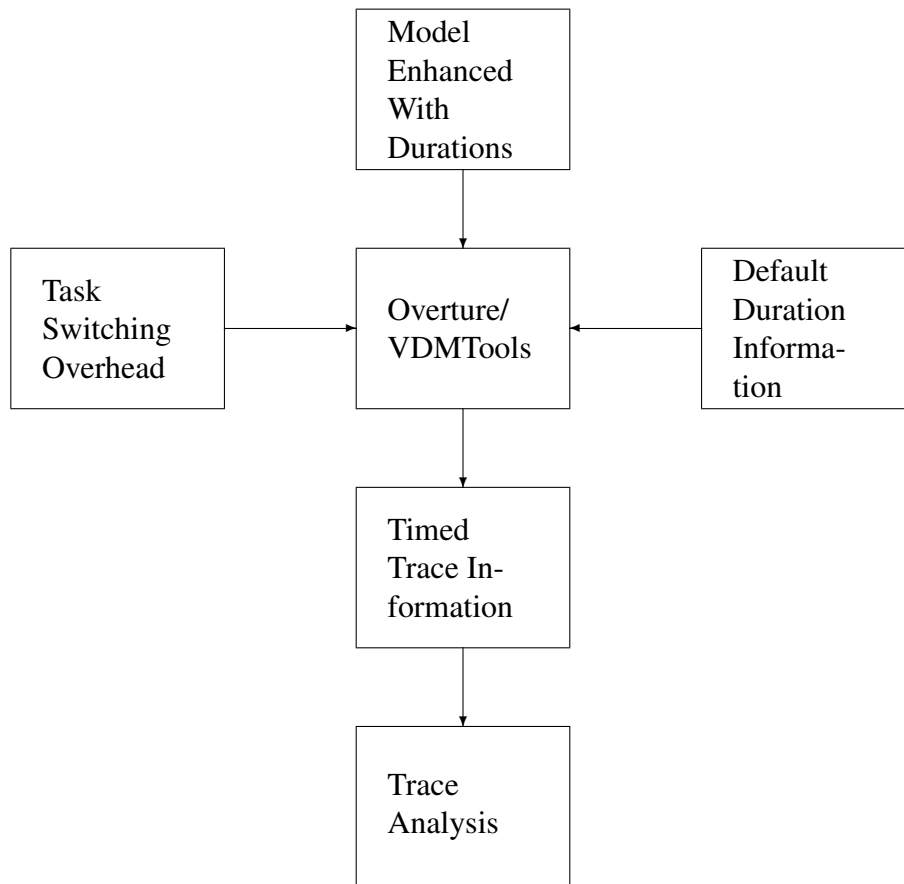 Model
Enhanced
With
Durations
Task
Switching
Overhead
Overture/
VDMTools
Default
Duration
Informa-
tion
Timed
Trace In-
formation
Trace
Analysis